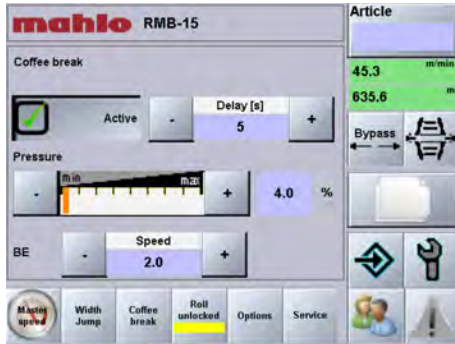 mahlo RMB-15
Article
Coffee break
45.3 m/min
635.6 m
Active
-
Delay [s]
5
+
Bypass
Pressure
-
min
max
+
4.0 %
BE
-
Speed
2.0
+
Master
speed
Width
Jump
Coffee
break
Roll
unlocked
Options
Service